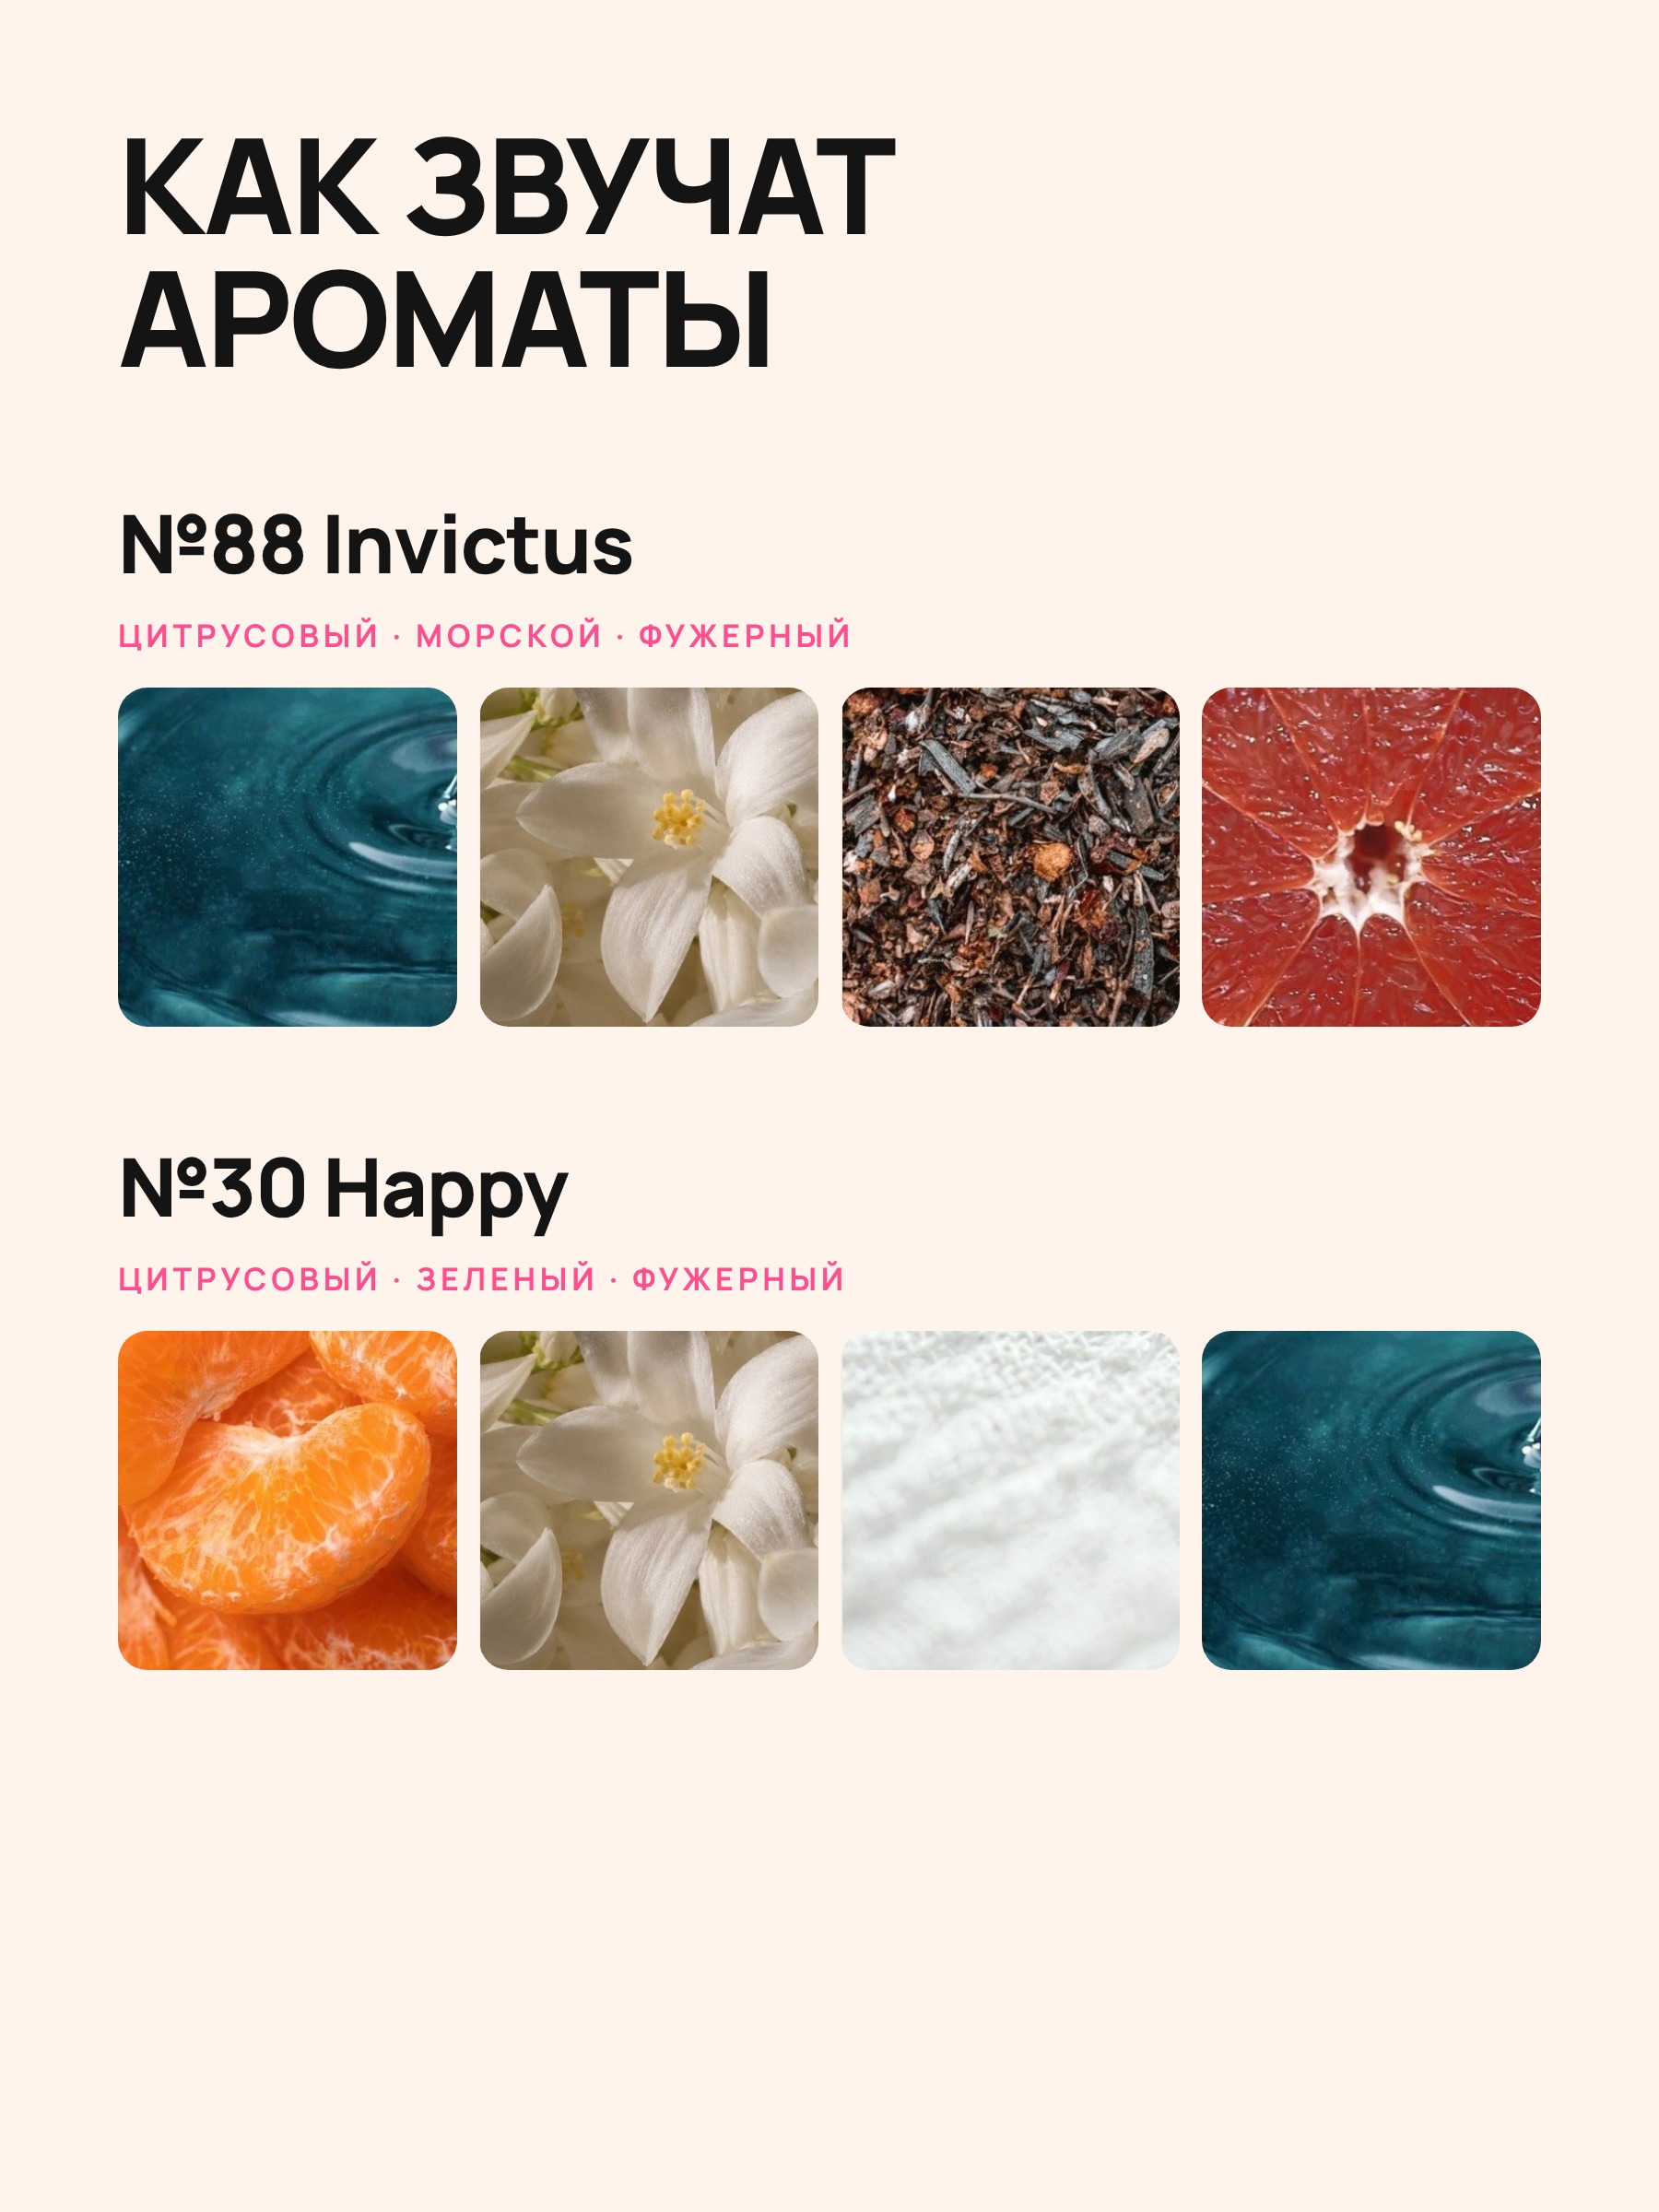 КАК ЗВУЧАТ
АРОМАТЫ
№88 Invictus
ЦИТРУСОВЫЙ · МОРСКОЙ · ФУЖЕРНЫЙ
№30 Happy
ЦИТРУСОВЫЙ · ЗЕЛЕНЫЙ · ФУЖЕРНЫЙ